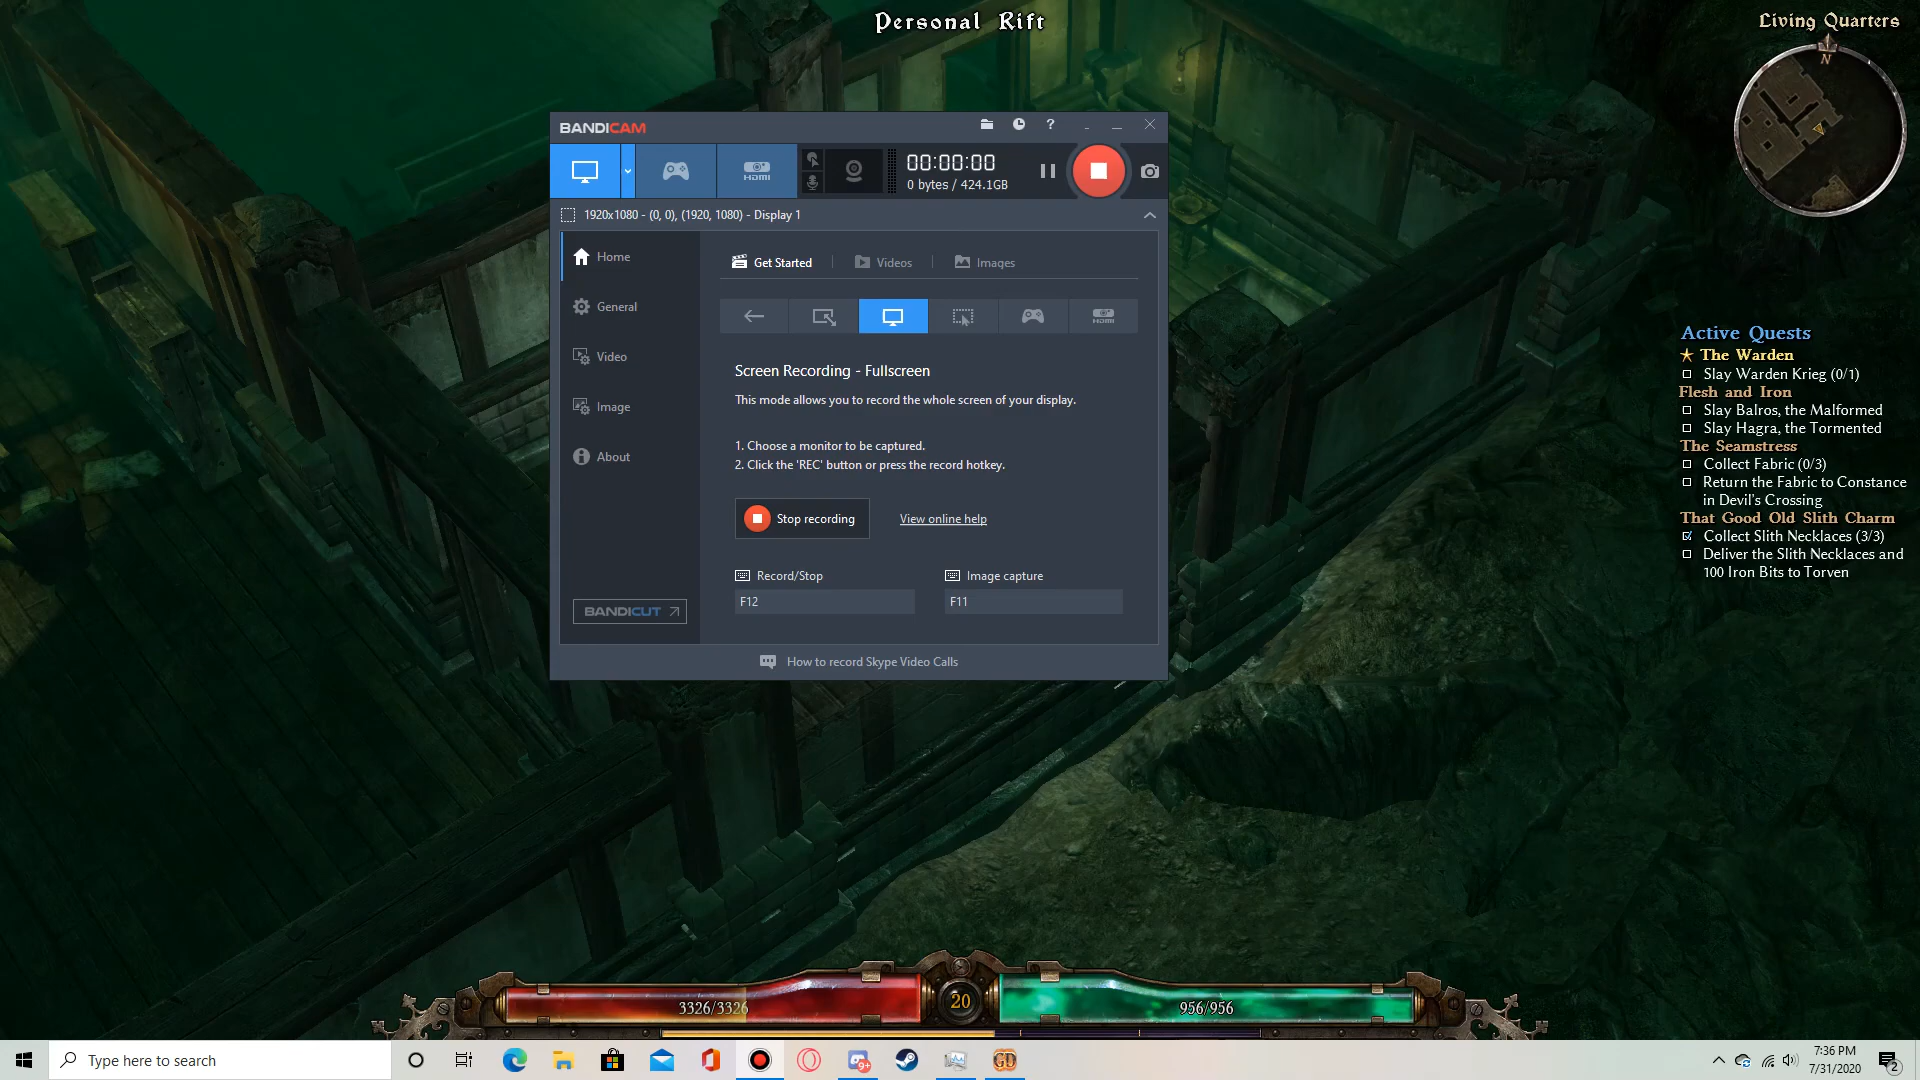 Personal Rift
Living Quarters
N
BANDICAM
?
HDMI
00:00:00
0 bytes / 424.1GB
1920x1080 - (0, 0), (1920, 1080) - Display 1
Home
General
Video
Image
About
BANDICUT
Get Started
Videos
Images
HDMI
Screen Recording - Fullscreen
This mode allows you to record the whole screen of your display.
1. Choose a monitor to be captured.
2. Click the 'REC' button or press the record hotkey.
Stop recording
View online help
Record/Stop
Image capture
F12
F11
How to record Skype Video Calls
Active Quests
The Warden
Slay Warden Krieg (0/1)
Flesh and Iron
Slay Balros, the Malformed
Slay Hagra, the Tormented
The Seamstress
Collect Fabric (0/3)
Return the Fabric to Constance
in Devil's Crossing
That Good Old Slith Charm
Collect Slith Necklaces (3/3)
Deliver the Slith Necklaces and
100 Iron Bits to Torven
3326/3326
20
956/956
Type here to search
9+
GD
7:36 PM
7/31/2020
2